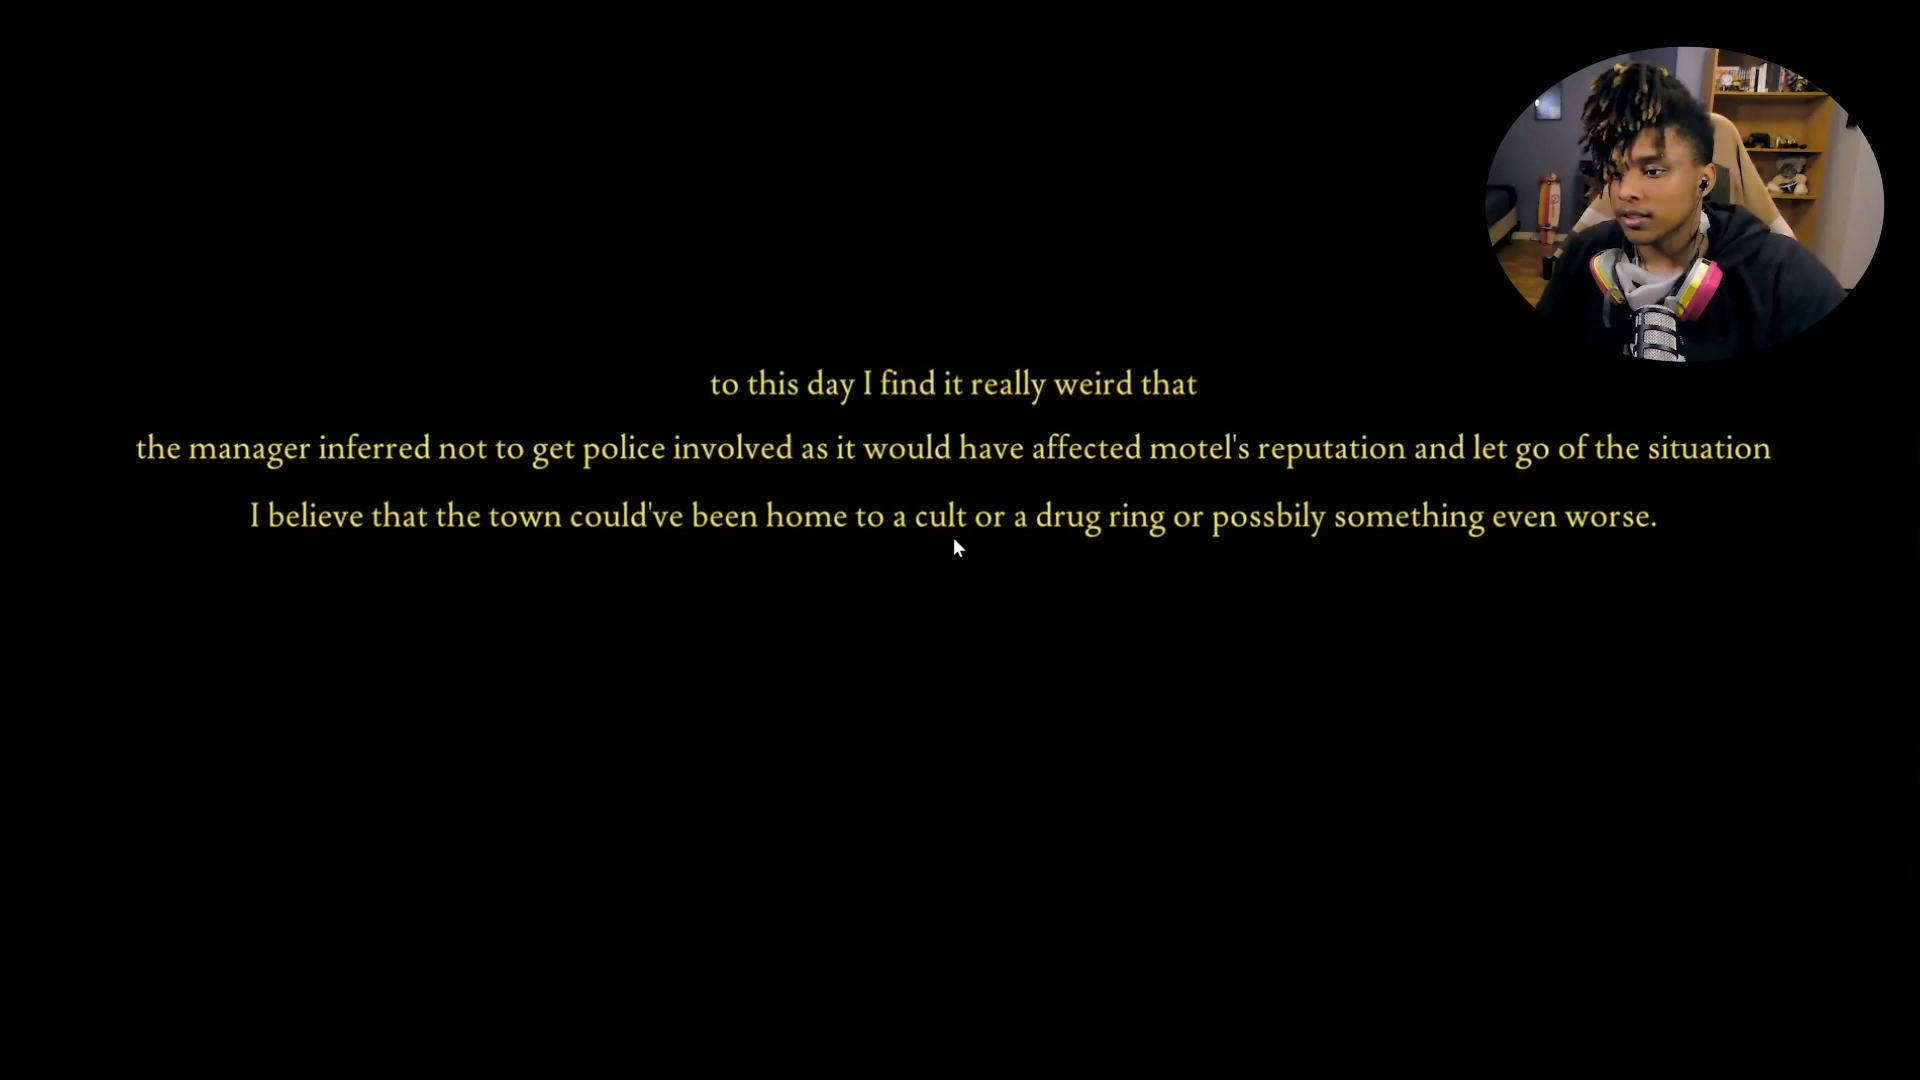 to this day I find it really weird that
the manager inferred not to get police involved as it would have affected motel's reputation and let go of the situation
I believe that the town could've been home to a cult or a drug ring or possbily something even worse.